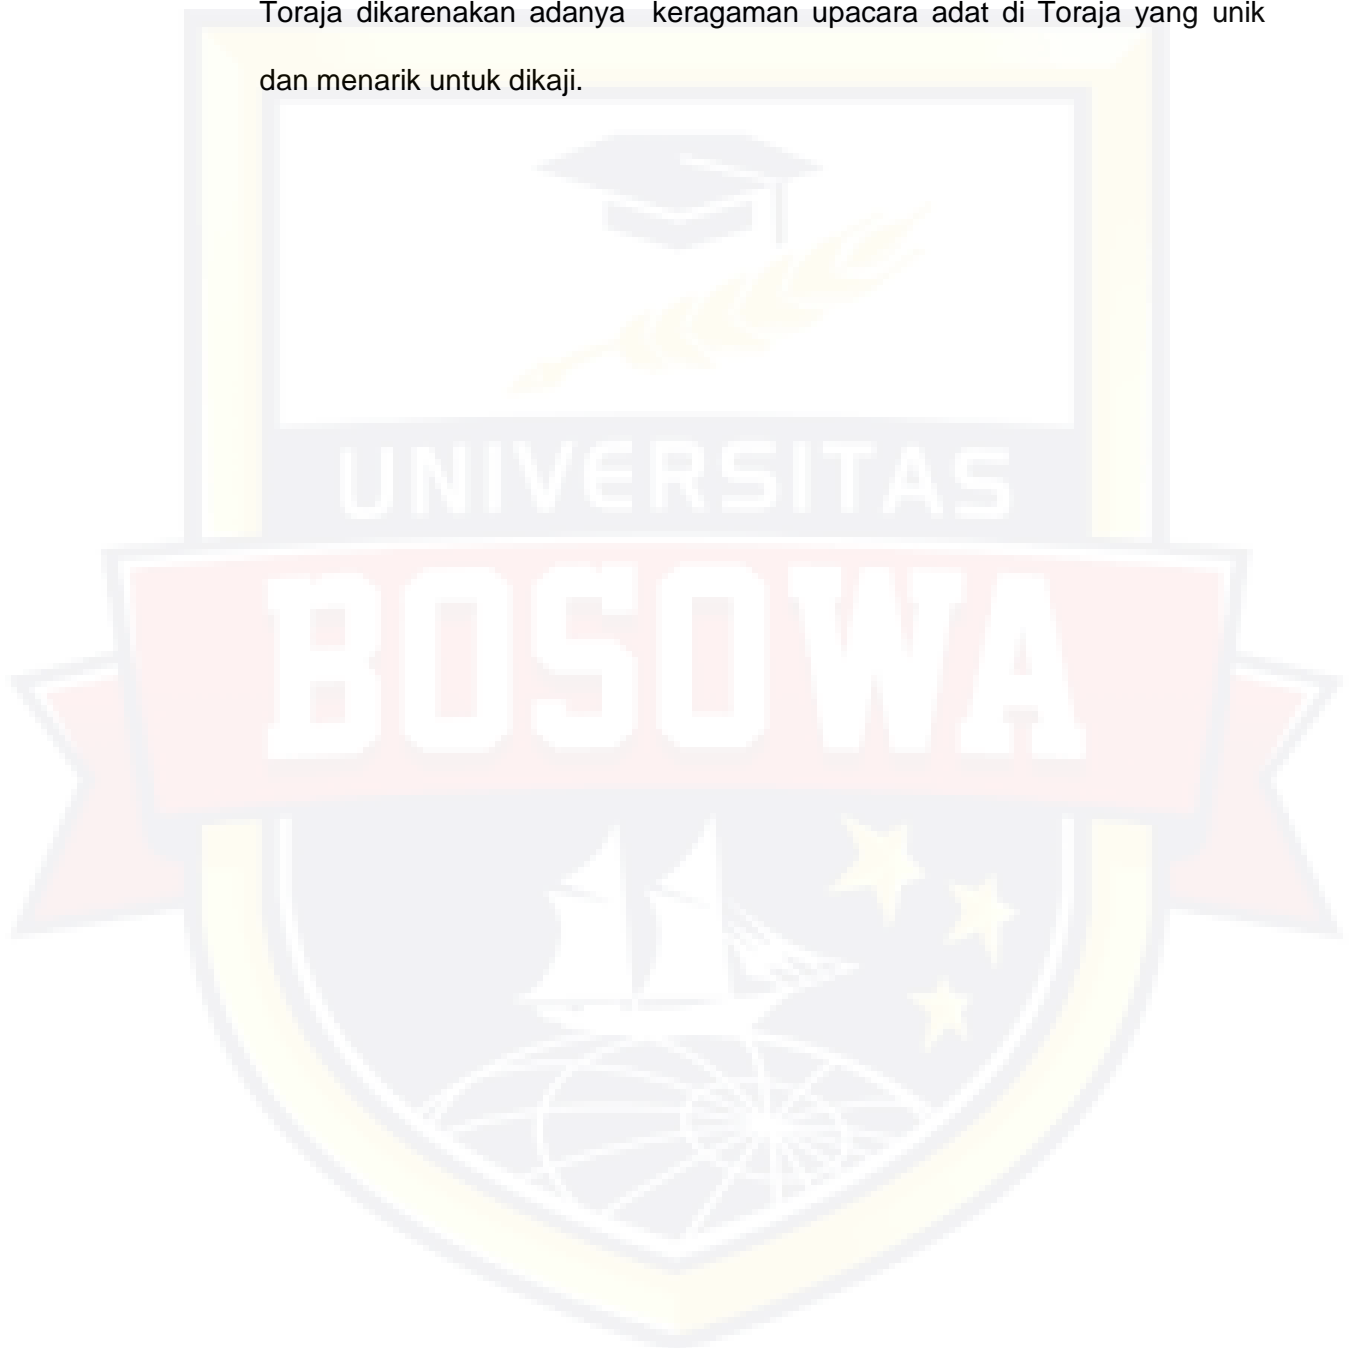 Toraja dikarenakan adanya keragaman upacara adat di Toraja yang unik
dan menarik untuk dikaji.
UNIVERSITAS
BOSOWA